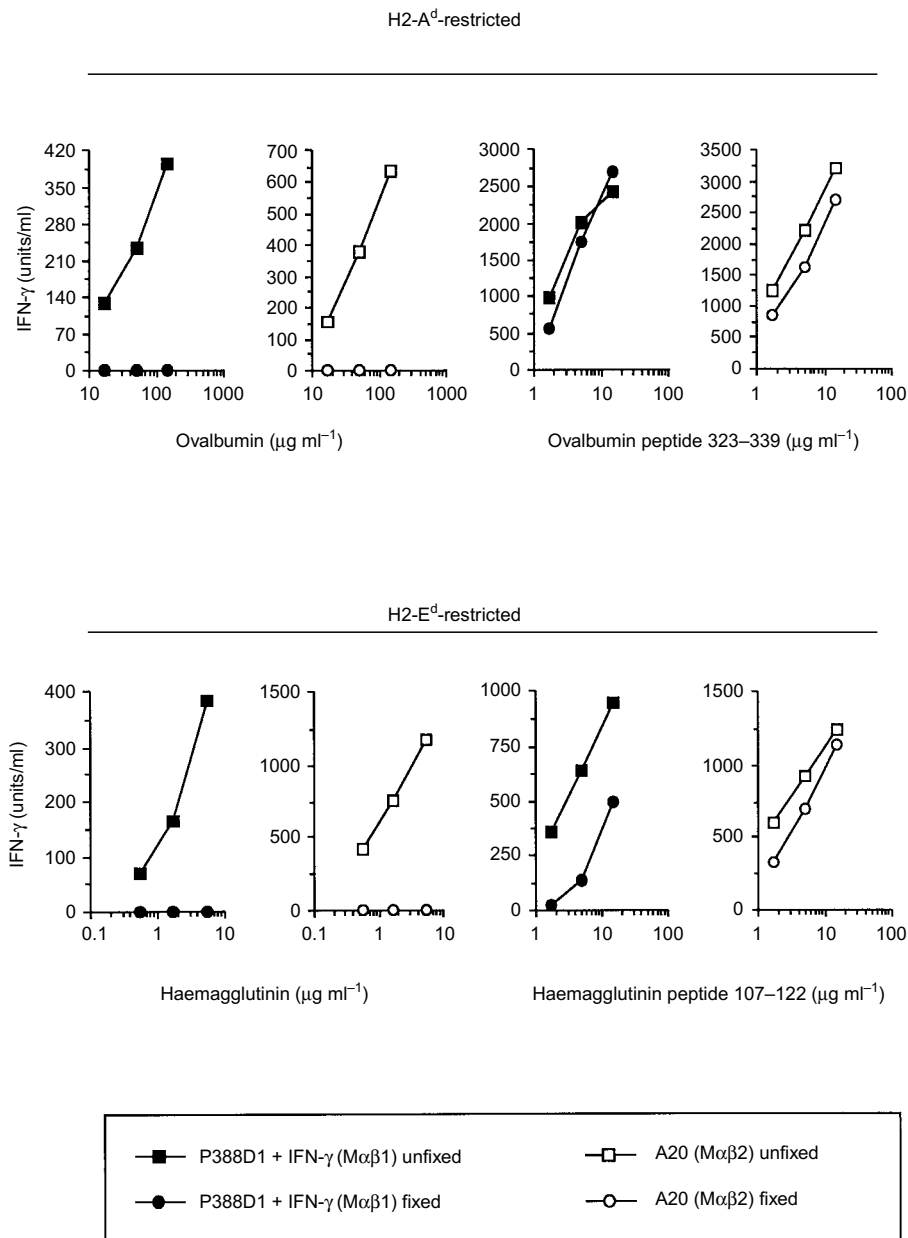 H2-Aᵈ-restricted
IFN-γ (units/ml)
420
350
280
210
140
70
0
10 100 1000
700
600
500
400
300
200
100
0
10 100 1000
Ovalbumin (μg ml⁻¹)
3000
2500
2000
1750
1000
500
0
1 10 100
3500
3000
2500
2000
1500
1000
500
0
1 10 100
Ovalbumin peptide 323–339 (μg ml⁻¹)
H2-Eᵈ-restricted
IFN-γ (units/ml)
400
300
200
100
0
0.1 1 10
1500
1000
500
0
0.1 1 10
Haemagglutinin (μg ml⁻¹)
1000
750
500
250
0
1 10 100
1500
1000
500
0
1 10 100
Haemagglutinin peptide 107–122 (μg ml⁻¹)
P388D1 + IFN-γ (Mαβ1) unfixed
P388D1 + IFN-γ (Mαβ1) fixed
A20 (Mαβ2) unfixed
A20 (Mαβ2) fixed